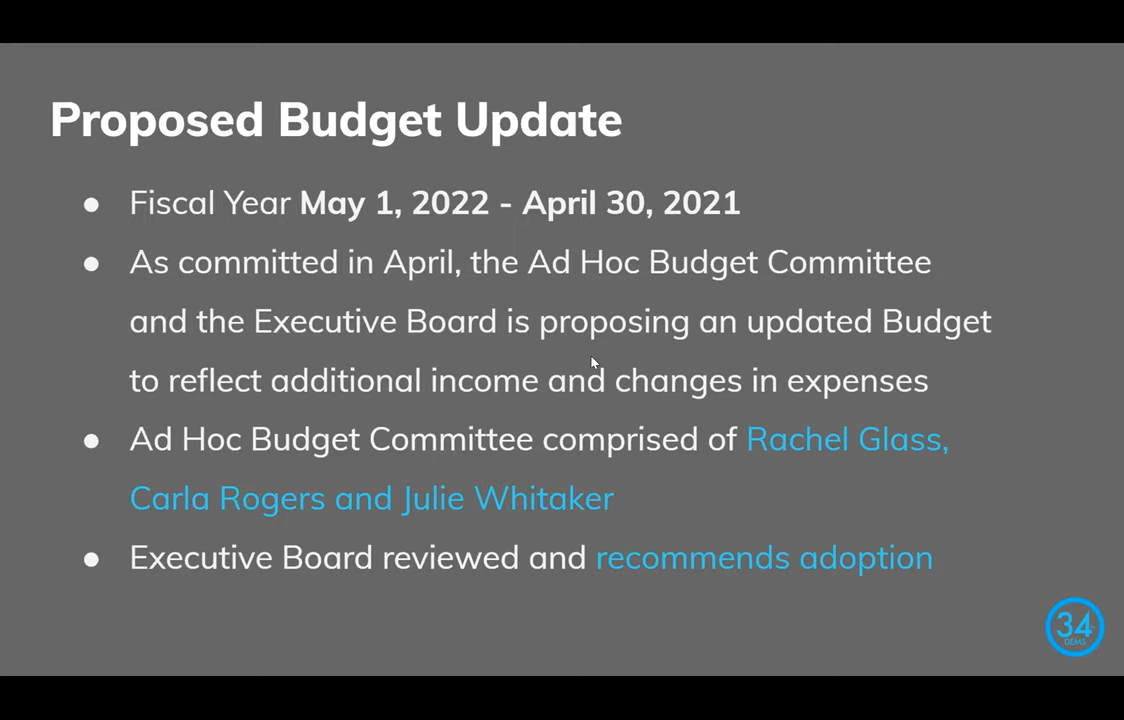 Proposed Budget Update
● Fiscal Year May 1, 2022 - April 30, 2021
● As committed in April, the Ad Hoc Budget Committee
and the Executive Board is proposing an updated Budget
to reflect additional income and changes in expenses
● Ad Hoc Budget Committee comprised of Rachel Glass,
Carla Rogers and Julie Whitaker
● Executive Board reviewed and recommends adoption
34
DEMS